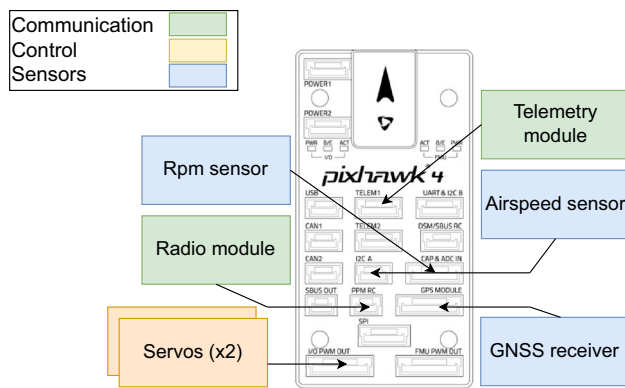 Communication
Control
Sensors
POWER1
POWER2
PWR B/E ACT
I/O
ACT B/E PWR
FMU
pixhawk 4
USB TELEM1 UART & I2C B
CAN1 TELEM2 DSM/SBUS RC
CAN2 I2C A CAP & ADC IN
SBUS OUT PPM RC GPS MODULE
SPI
I/O PWM OUT FMU PWM OUT
Telemetry
module
Rpm sensor
Airspeed sensor
Radio module
Servos (x2)
GNSS receiver